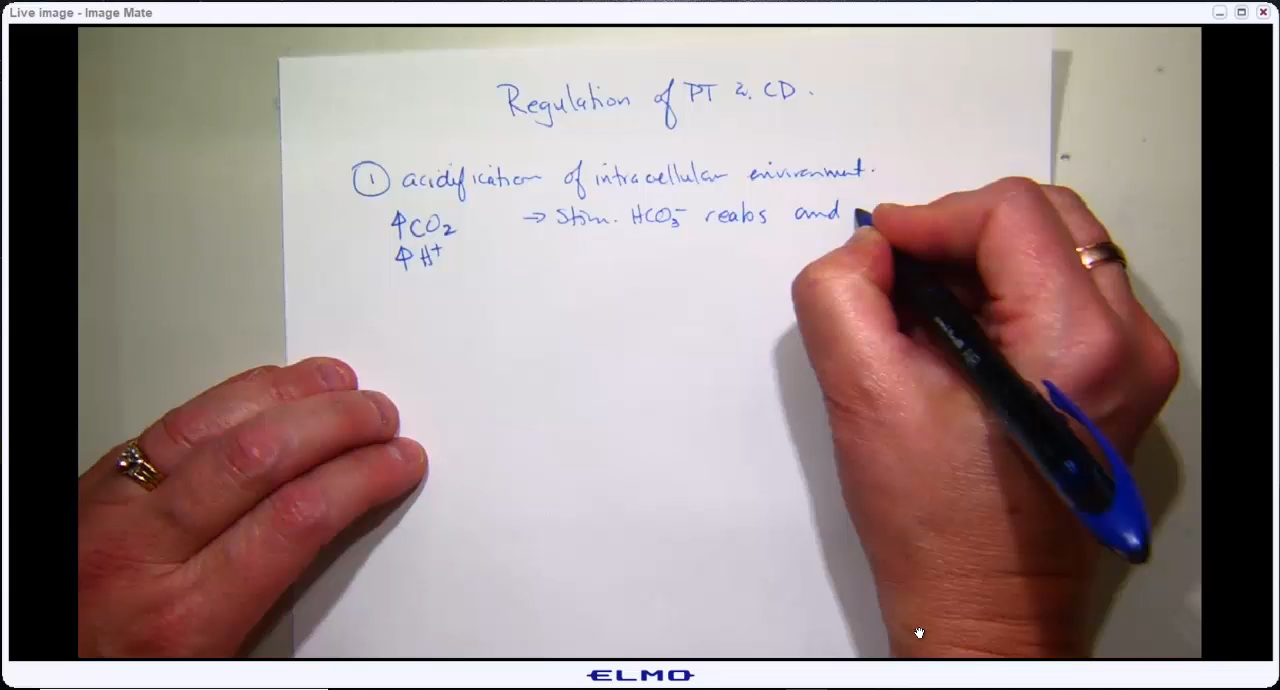 Live image - Image Mate
Regulation of PT & CD.
① acidification of intracellular environment.
↑CO₂ → Stim. HCO₃⁻ reabs and
↑H⁺
ELMO